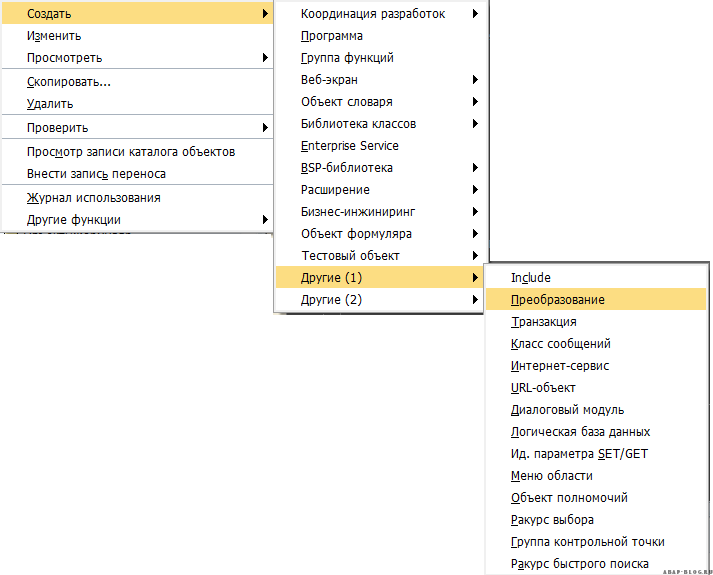 Создать
Изменить
Просмотреть
Скопировать...
Удалить
Проверить
Просмотр записи каталога объектов
Внести запись переноса
Журнал использования
Другие функции
Координация разработок
Программа
Группа функций
Веб-экран
Объект словаря
Библиотека классов
Enterprise Service
BSP-библиотека
Расширение
Бизнес-инжиниринг
Объект формуляра
Тестовый объект
Другие (1)
Другие (2)
Include
Преобразование
Транзакция
Класс сообщений
Интернет-сервис
URL-объект
Диалоговый модуль
Логическая база данных
Ид. параметра SET/GET
Меню области
Объект полномочий
Ракурс выбора
Группа контрольной точки
Ракурс быстрого поиска
ABAP-BLOG.RU